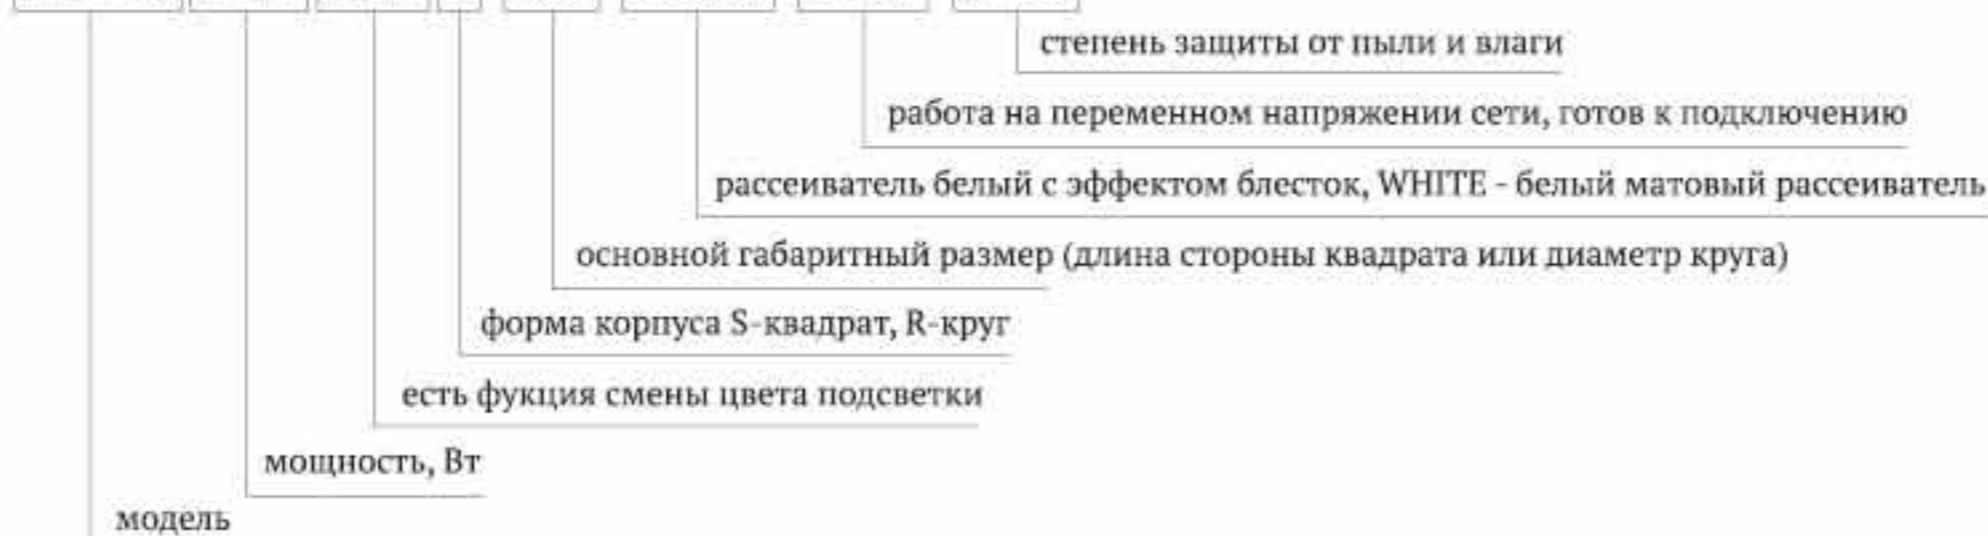 степень защиты от пыли и влаги
работа на переменном напряжении сети, готов к подключению
рассеиватель белый с эффектом блесток, WHITE - белый матовый рассеиватель
основной габаритный размер (длина стороны квадрата или диаметр круга)
форма корпуса S-квадрат, R-круг
есть фукция смены цвета подсветки
мощность, Вт
модель